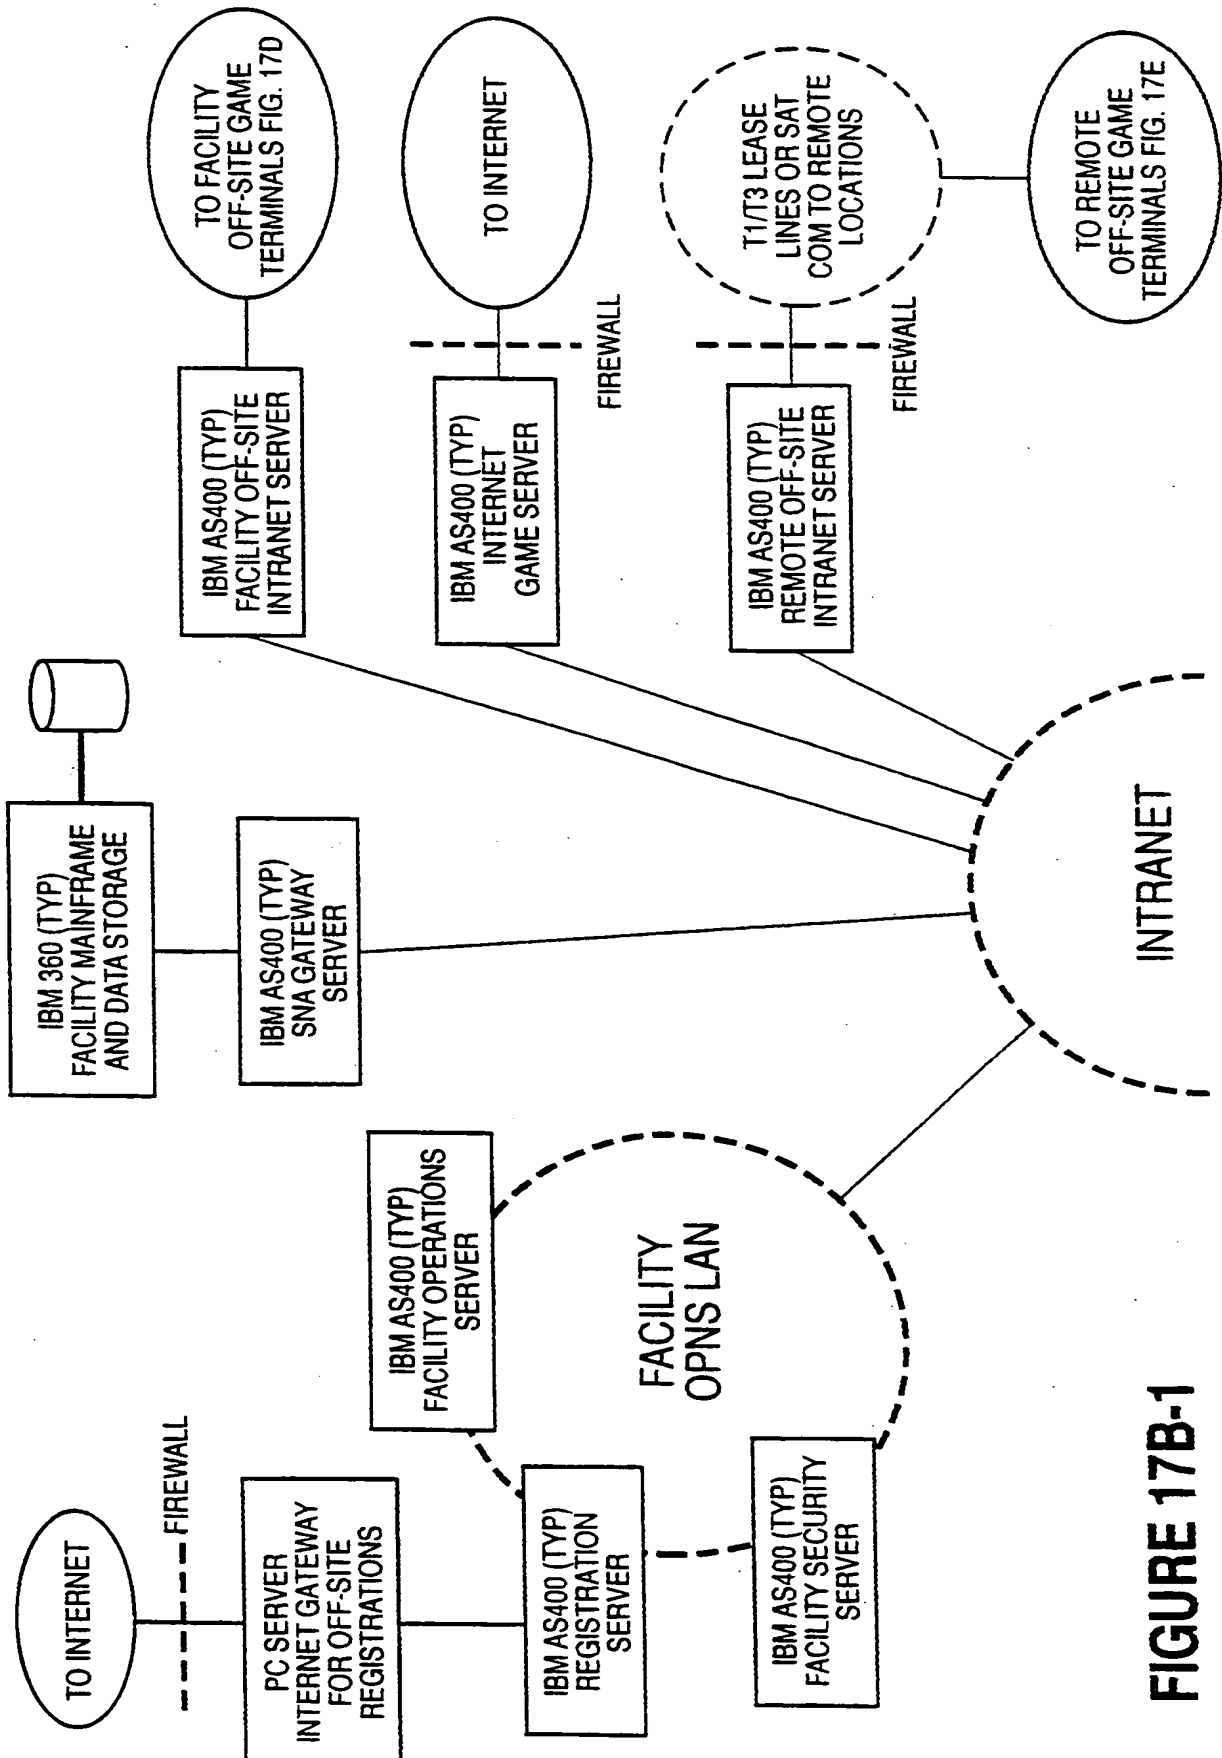 TO INTERNET
FIREWALL
PC SERVER
INTERNET GATEWAY
FOR OFF-SITE
REGISTRATIONS
IBM AS400 (TYP)
REGISTRATION
SERVER
IBM AS400 (TYP)
FACILITY SECURITY
SERVER
IBM AS400 (TYP)
FACILITY OPERATIONS
SERVER
FACILITY
OPNS LAN
IBM 360 (TYP)
FACILITY MAINFRAME
AND DATA STORAGE
IBM AS400 (TYP)
SNA GATEWAY
SERVER
INTRANET
IBM AS400 (TYP)
FACILITY OFF-SITE
INTRANET SERVER
TO FACILITY
OFF-SITE GAME
TERMINALS FIG. 17D
IBM AS400 (TYP)
INTERNET
GAME SERVER
FIREWALL
TO INTERNET
IBM AS400 (TYP)
REMOTE OFF-SITE
INTRANET SERVER
FIREWALL
T1/T3 LEASE
LINES OR SAT
COM TO REMOTE
LOCATIONS
TO REMOTE
OFF-SITE GAME
TERMINALS FIG. 17E
FIGURE 17B-1